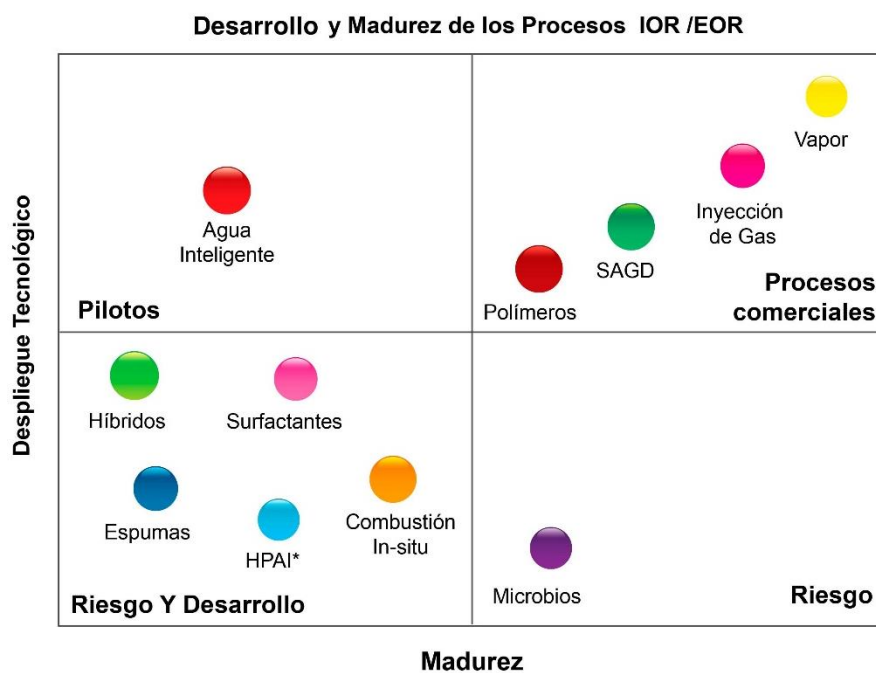 Desarrollo y Madurez de los Procesos IOR /EOR
Despliegue Tecnológico
Agua
Inteligente
Pilotos
Vapor
Inyección
de Gas
SAGD
Polímeros
Procesos
comerciales
Híbridos
Surfactantes
Espumas
HPAI*
Combustión
In-situ
Riesgo Y Desarrollo
Microbios
Riesgo
Madurez